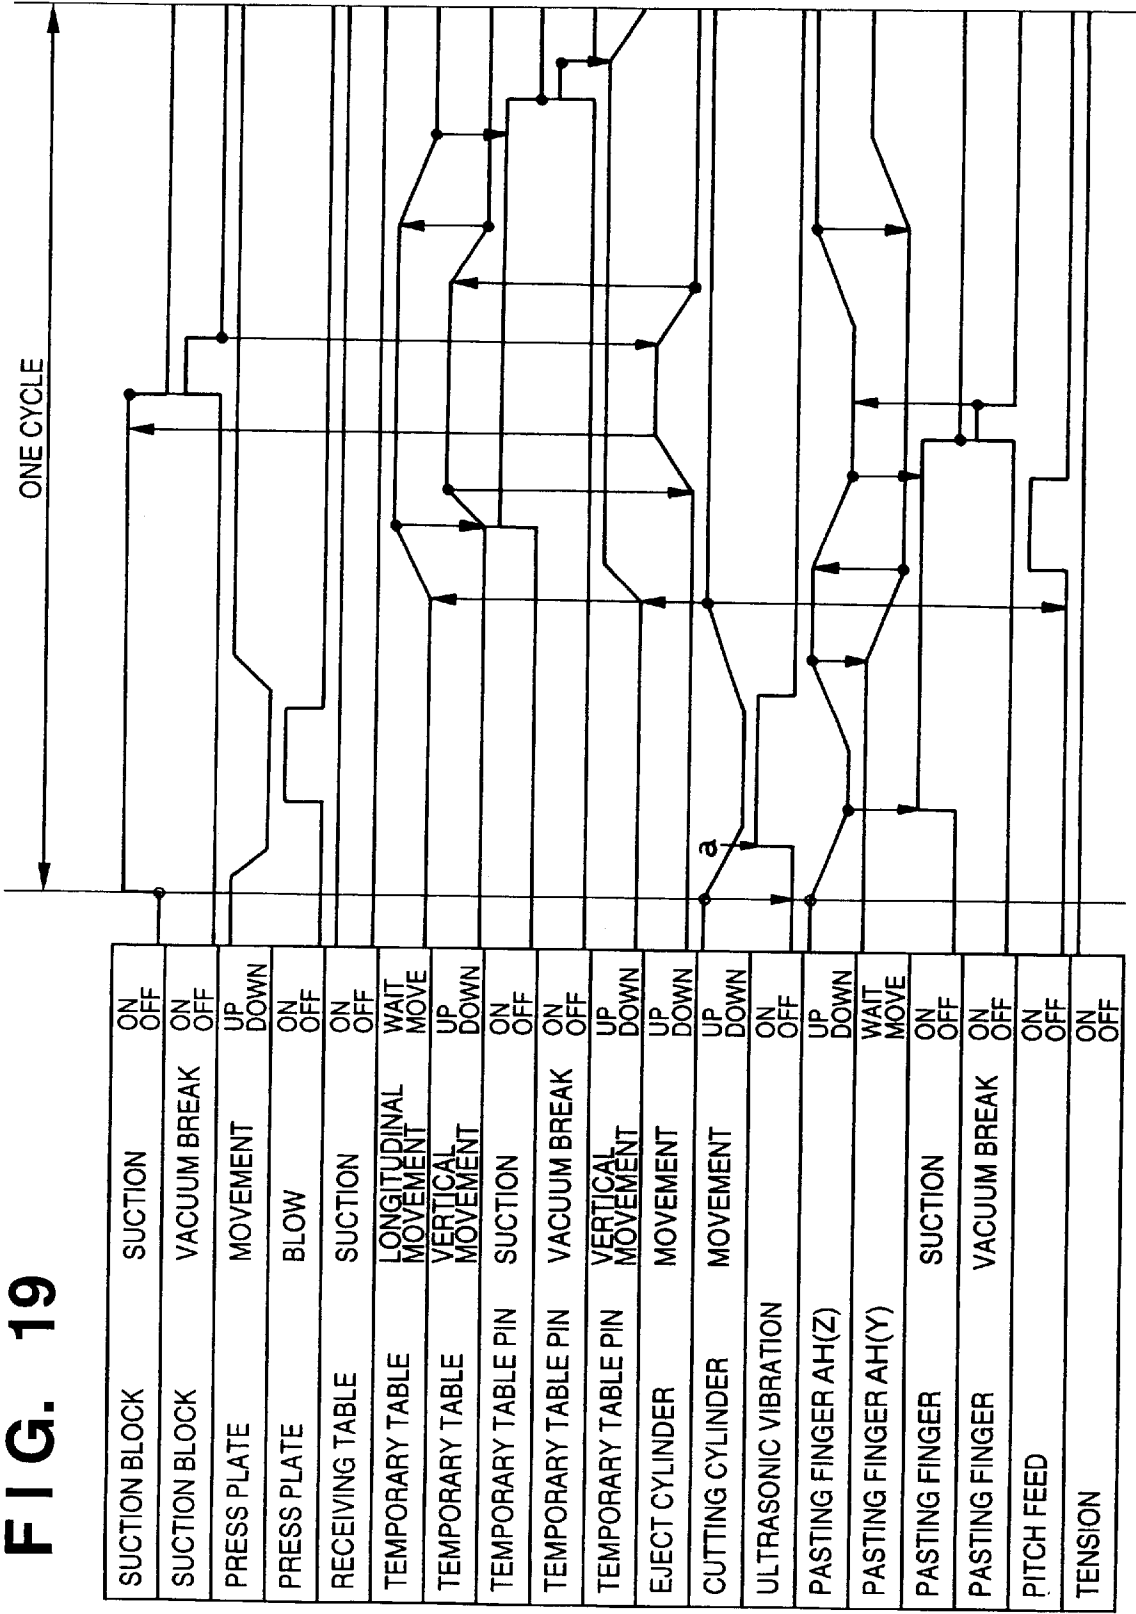 FIG. 19
ONE CYCLE
SUCTION BLOCK SUCTION ON OFF
SUCTION BLOCK VACUUM BREAK ON OFF
PRESS PLATE MOVEMENT UP DOWN
PRESS PLATE BLOW ON OFF
RECEIVING TABLE SUCTION ON OFF
TEMPORARY TABLE LONGITUDINAL MOVEMENT WAIT MOVE
TEMPORARY TABLE VERTICAL MOVEMENT UP DOWN
TEMPORARY TABLE PIN SUCTION ON OFF
TEMPORARY TABLE PIN VACUUM BREAK ON OFF
TEMPORARY TABLE PIN VERTICAL MOVEMENT UP DOWN
EJECT CYLINDER MOVEMENT UP DOWN
CUTTING CYLINDER MOVEMENT UP DOWN
ULTRASONIC VIBRATION ON OFF
a
PASTING FINGER AH(Z) UP DOWN
PASTING FINGER AH(Y) WAIT MOVE
PASTING FINGER SUCTION ON OFF
PASTING FINGER VACUUM BREAK ON OFF
PITCH FEED ON OFF
TENSION ON OFF